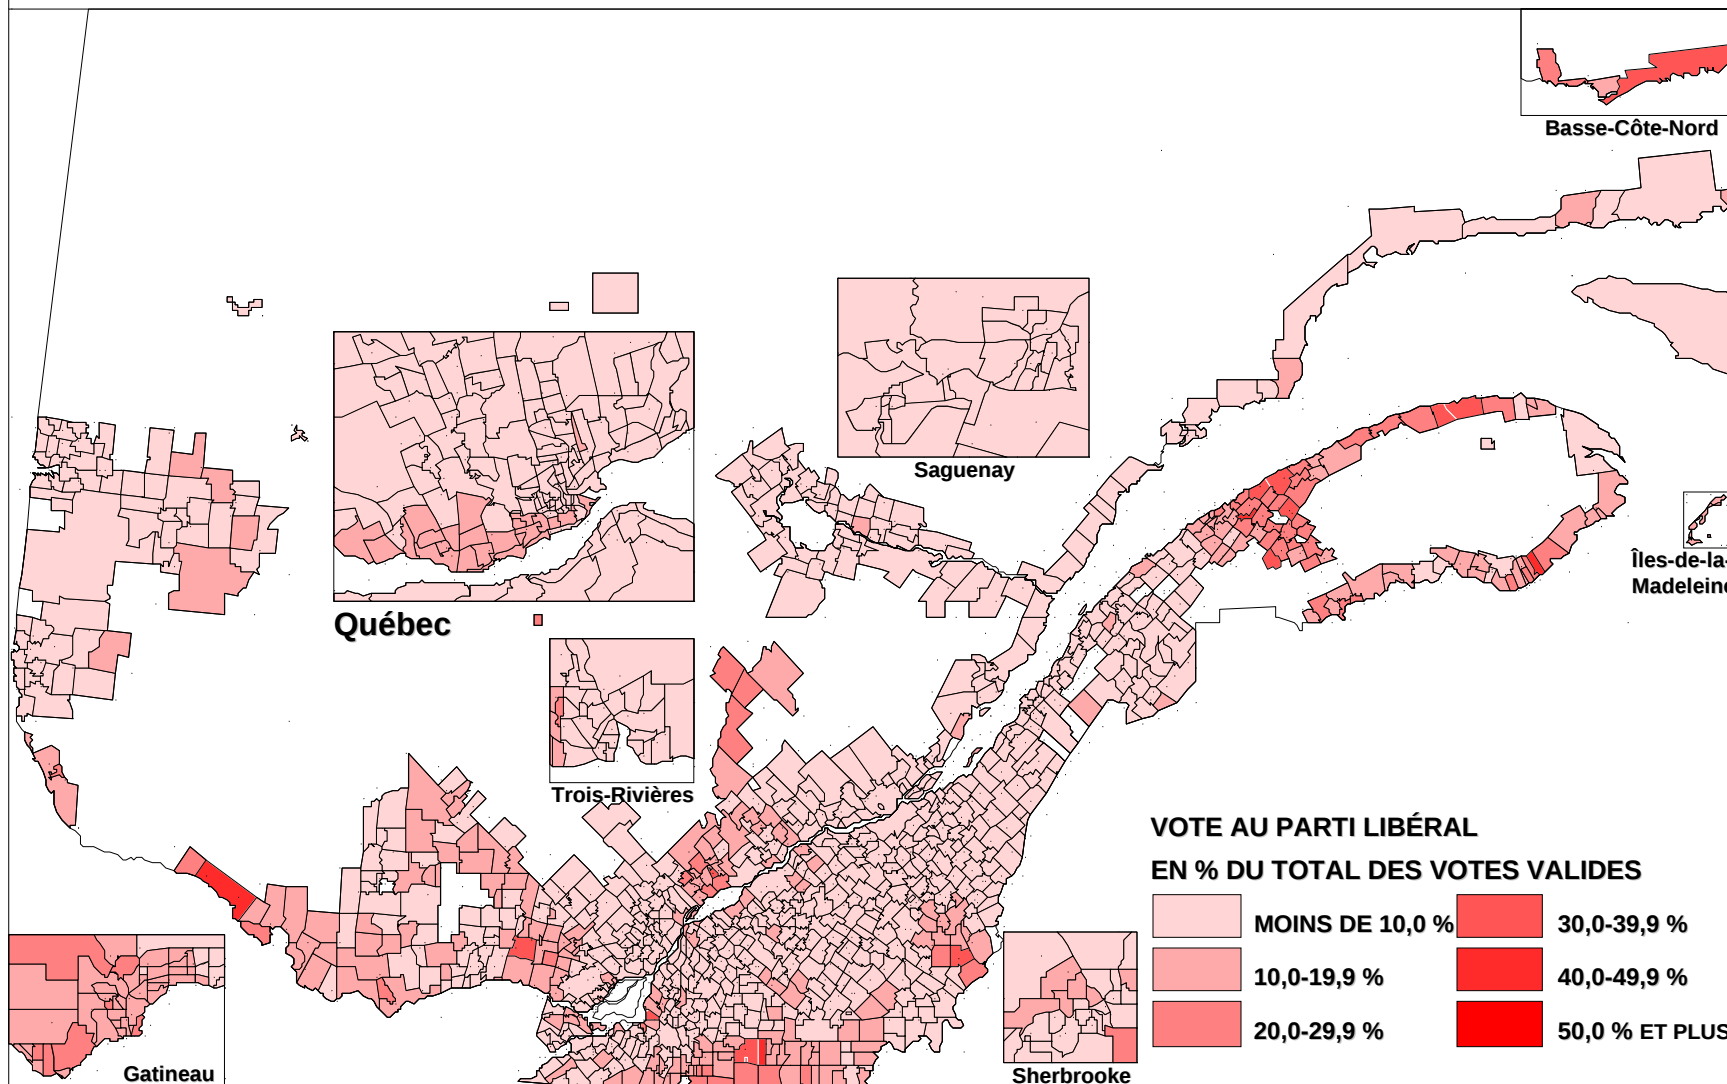 Basse-Côte-Nord
Saguenay
Îles-de-la-
Madeleine
Québec
Trois-Rivières
VOTE AU PARTI LIBÉRAL
EN % DU TOTAL DES VOTES VALIDES
MOINS DE 10,0 %
30,0-39,9 %
10,0-19,9 %
40,0-49,9 %
20,0-29,9 %
50,0 % ET PLUS
Gatineau
Sherbrooke